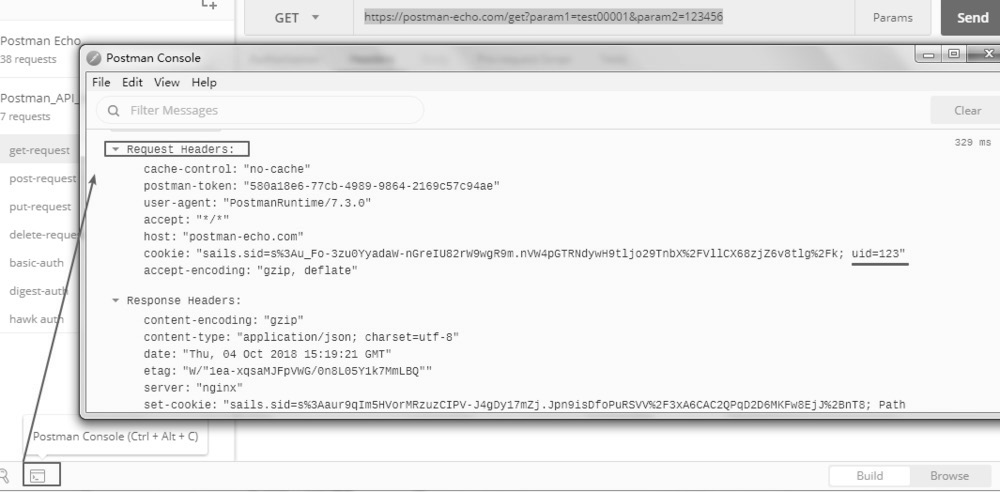 GET
https://postman-echo.com/get?param1=test00001&param2=123456
Params
Send
Postman Echo
38 requests
Postman_API_
7 requests
get-request
post-request
put-request
delete-reque
basic-auth
digest-auth
hawk auth
Postman Console
File Edit View Help
Filter Messages
Clear
Request Headers:
329 ms
cache-control: "no-cache"
postman-token: "580a18e6-77cb-4989-9864-2169c57c94ae"
user-agent: "PostmanRuntime/7.3.0"
accept: "*/*"
host: "postman-echo.com"
cookie: "sails.sid=s%3Au_Fo-3zu0YyadaW-nGreIU82rW9wgR9m.nVW4pGTRNdywH9tljo29TnbX%2FVllCX68zjZ6v8tlg%2Fk; uid=123"
accept-encoding: "gzip, deflate"
Response Headers:
content-encoding: "gzip"
content-type: "application/json; charset=utf-8"
date: "Thu, 04 Oct 2018 15:19:21 GMT"
etag: "W/"1ea-xqsaMJFpVWG/0n8L05Y1k7MmLBQ""
server: "nginx"
set-cookie: "sails.sid=s%3Aaur9qIm5HVorMRzuzCIPV-J4gDy17mZj.Jpn9isDfoPuRSVV%2F3xA6CAC2QPqD2D6MKFw8EjJ%2BnT8; Path
Postman Console (Ctrl + Alt + C)
Build
Browse